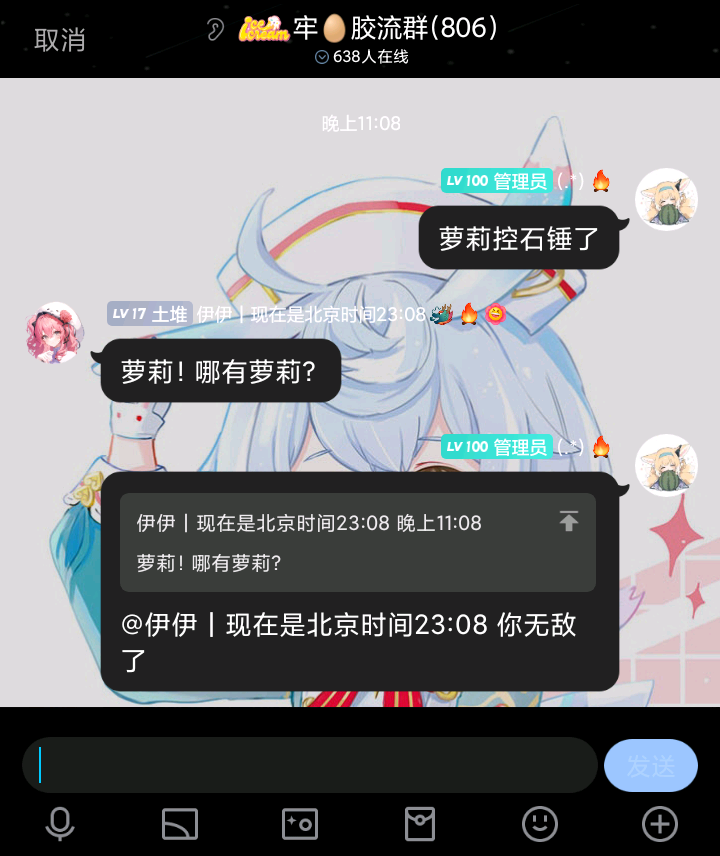 取消
Ice Cream 牢🥚胶流群(806)
638人在线
晚上11:08
LV 100 管理员 (.*) 🔥
萝莉控石锤了
LV 17 土堆 伊伊丨现在是北京时间23:08🐲🔥😄
萝莉！哪有萝莉？
LV 100 管理员 (.*) 🔥
伊伊丨现在是北京时间23:08 晚上11:08
萝莉！哪有萝莉？
@伊伊丨现在是北京时间23:08 你无敌
了
发送